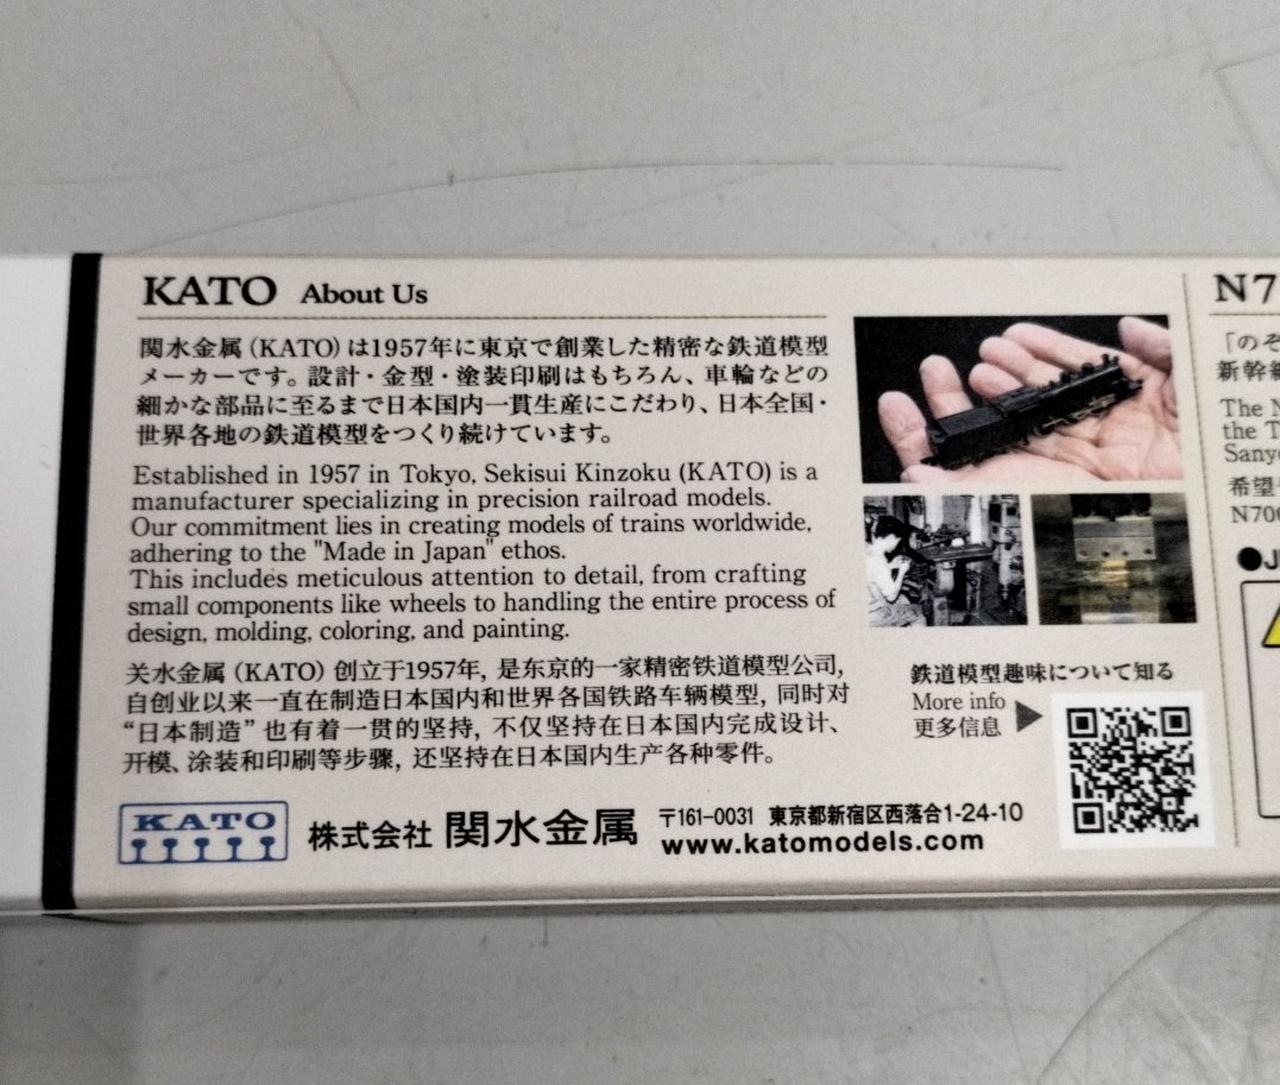 KATO About Us
関水金属(KATO)は1957年に東京で創業した精密な鉄道模型
メーカーです。設計・金型・塗装印刷はもちろん、車輪などの
細かな部品に至るまで日本国内一貫生産にこだわり、日本全国・
世界各地の鉄道模型をつくり続けています。
Established in 1957 in Tokyo, Sekisui Kinzoku (KATO) is a
manufacturer specializing in precision railroad models.
Our commitment lies in creating models of trains worldwide,
adhering to the "Made in Japan" ethos.
This includes meticulous attention to detail, from crafting
small components like wheels to handling the entire process of
design, molding, coloring, and painting.
关水金属(KATO)创立于1957年, 是东京的一家精密铁道模型公司,
自创业以来一直在制造日本国内和世界各国铁路车辆模型, 同时对
“日本制造”也有着一贯的坚持, 不仅坚持在日本国内完成设计、
开模、涂装和印刷等步骤, 还坚持在日本国内生产各种零件。
鉄道模型趣味について知る
More info
更多信息
KATO
株式会社 関水金属
〒161-0031 東京都新宿区西落合1-24-10
www.katomodels.com
N7
「のぞ
新幹線
The N
the T
Sanyo
希望号
N700
●J